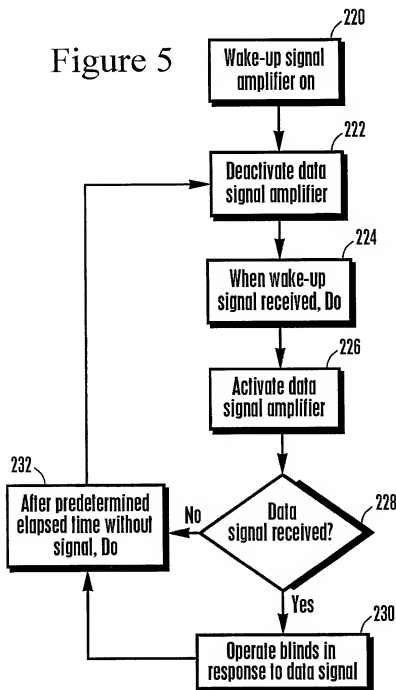 220
Figure 5
Wake-up signal
amplifier on
222
Deactivate data
signal amplifier
224
When wake-up
signal received, Do
226
Activate data
signal amplifier
232
228
After predetermined
elapsed time without
signal, Do
No
Data
signal received?
Yes
230
Operate blinds in
response to data signal